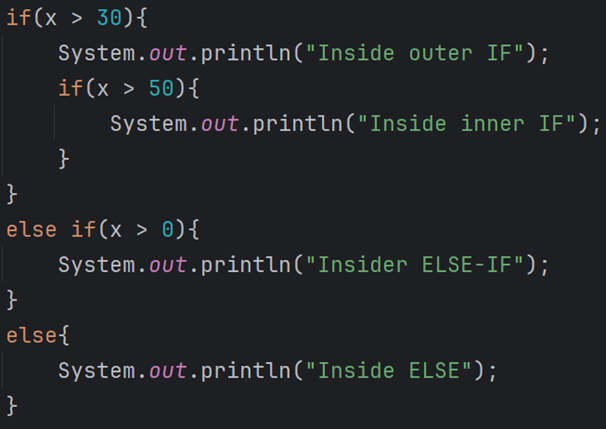 if(x > 30){
    System.out.println("Inside outer IF");
    if(x > 50){
        System.out.println("Inside inner IF");
    }
}
else if(x > 0){
    System.out.println("Insider ELSE-IF");
}
else{
    System.out.println("Inside ELSE");
}